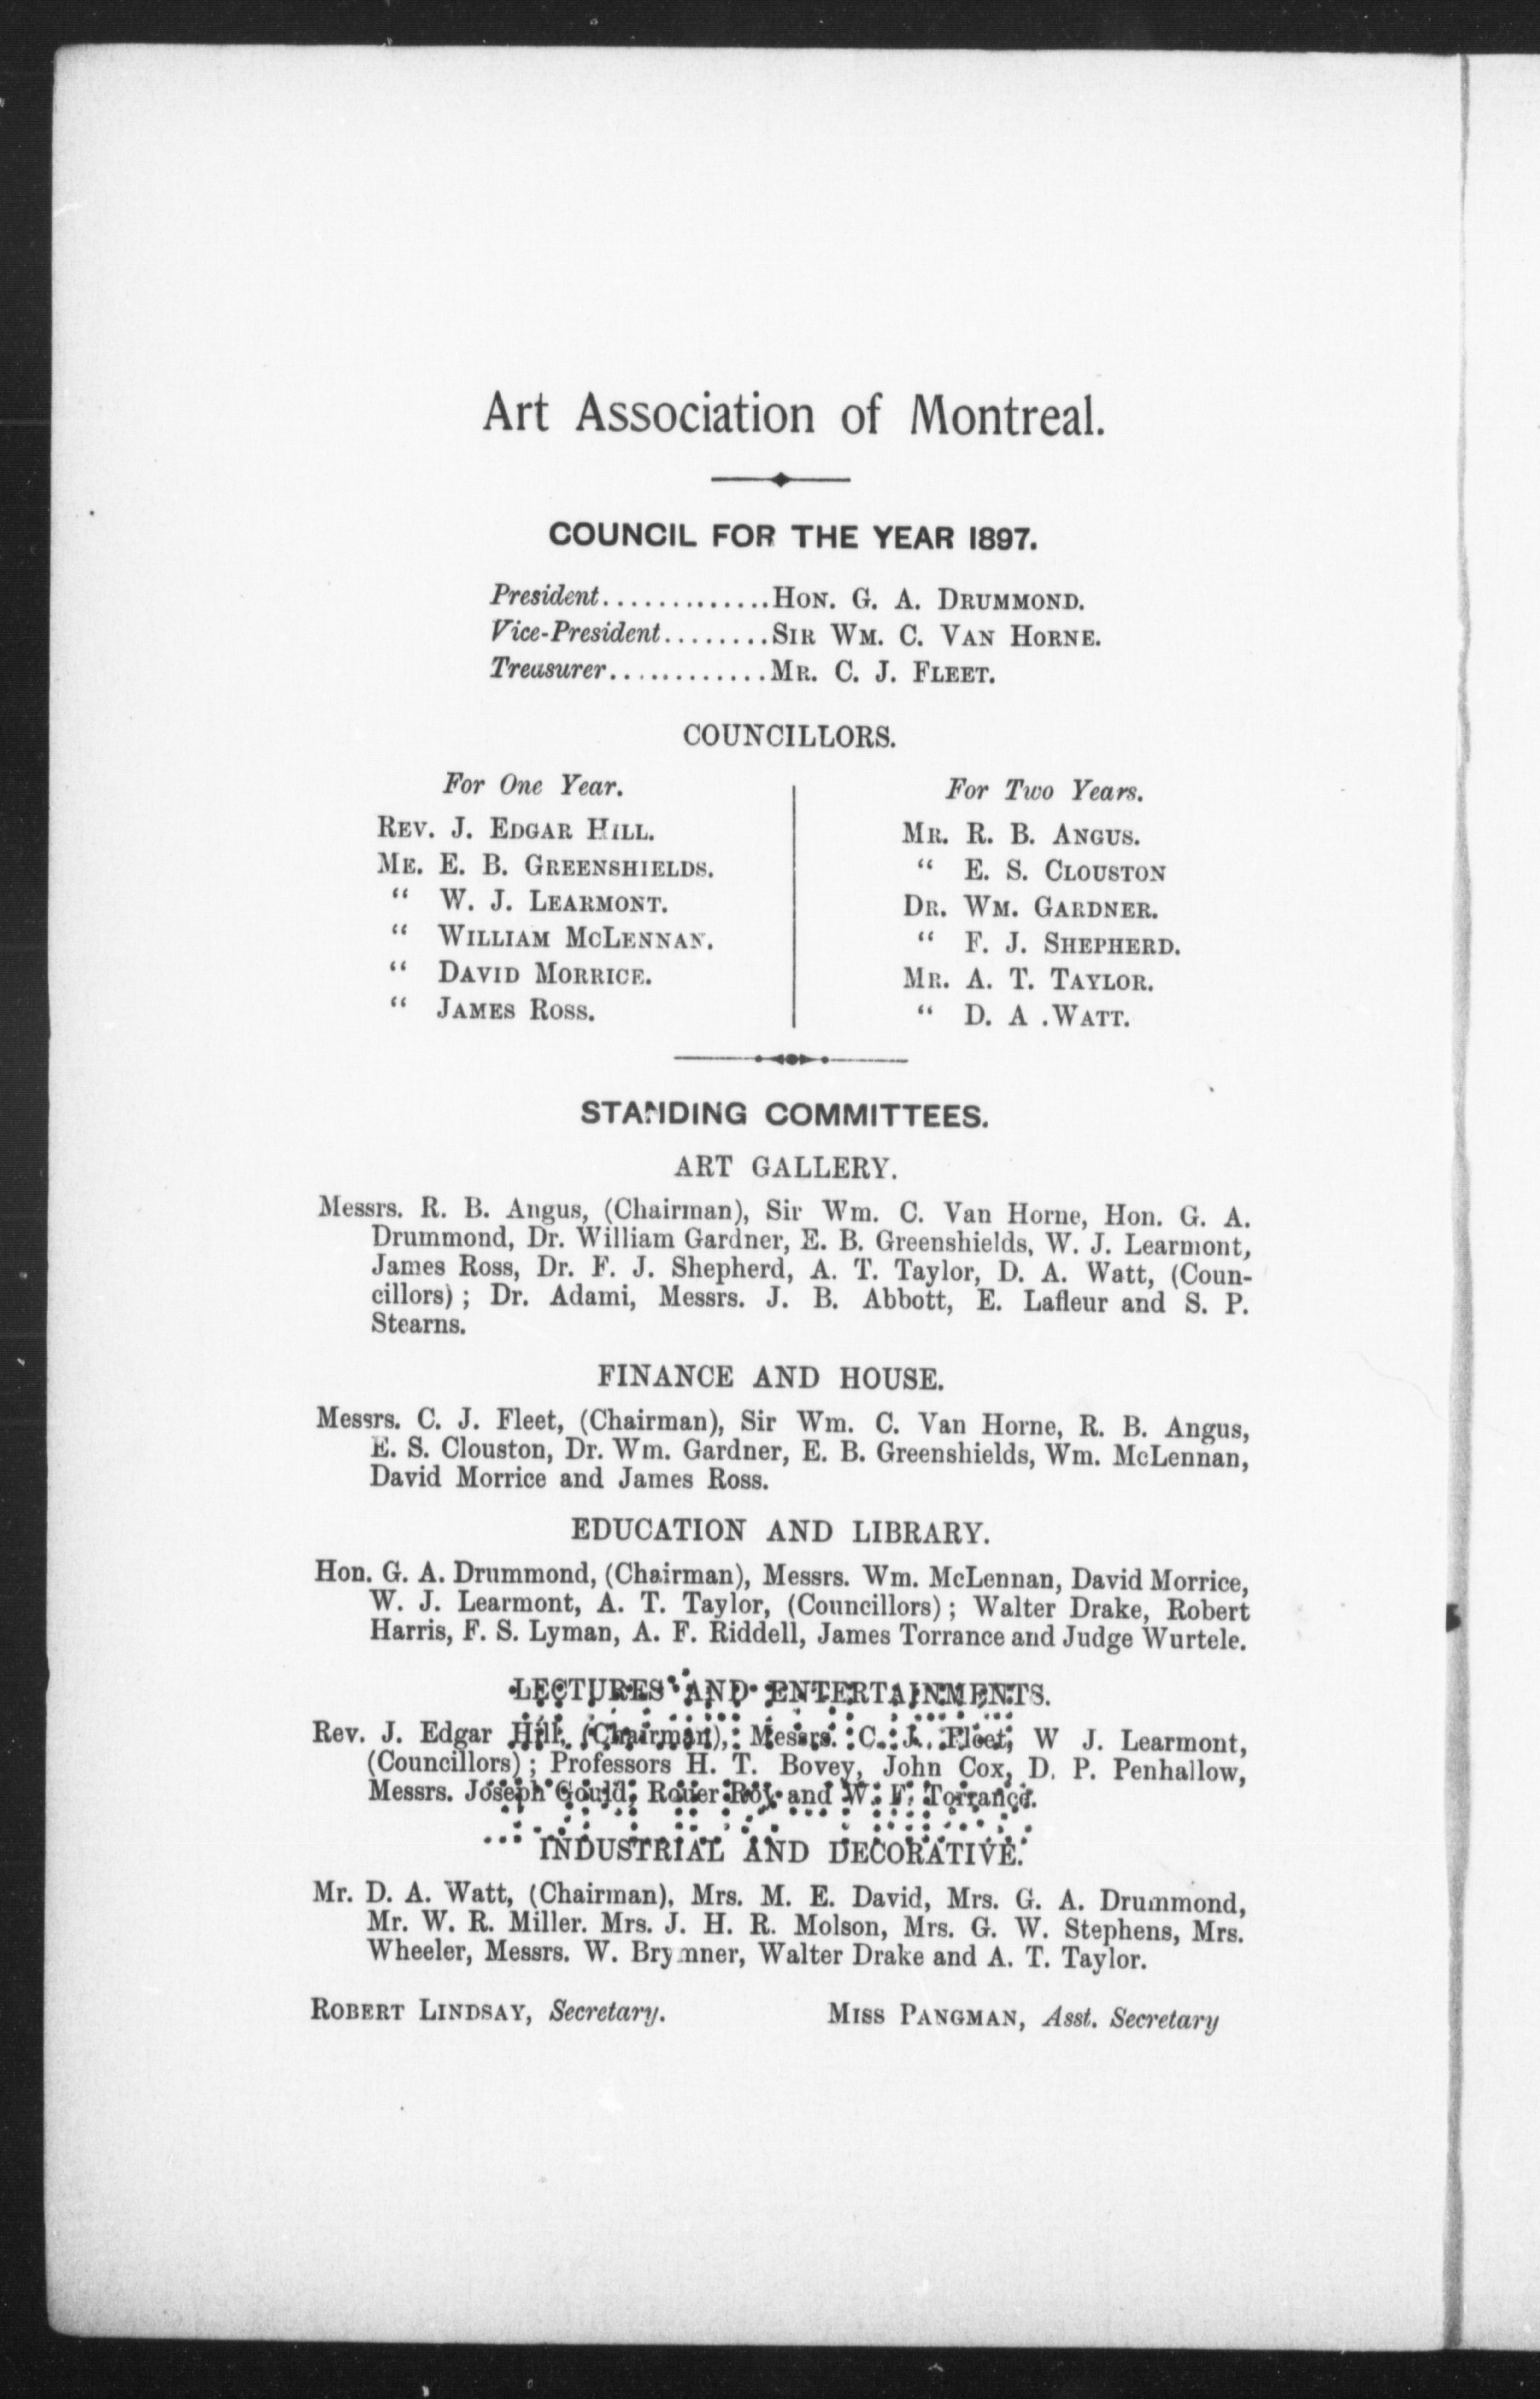 Art Association of Montreal.
COUNCIL FOR THE YEAR 1897.
President.............HON. G. A. DRUMMOND.
Vice-President........SIR WM. C. VAN HORNE.
Treasurer............MR. C. J. FLEET.
COUNCILLORS.
For One Year.
REV. J. EDGAR HILL.
MR. E. B. GREENSHIELDS.
“ W. J. LEARMONT.
“ WILLIAM MCLENNAN.
“ DAVID MORRICE.
“ JAMES ROSS.
For Two Years.
MR. R. B. ANGUS.
“ E. S. CLOUSTON
DR. WM. GARDNER.
“ F. J. SHEPHERD.
MR. A. T. TAYLOR.
“ D. A .WATT.
STANDING COMMITTEES.
ART GALLERY.
Messrs. R. B. Angus, (Chairman), Sir Wm. C. Van Horne, Hon. G. A.
Drummond, Dr. William Gardner, E. B. Greenshields, W. J. Learmont,
James Ross, Dr. F. J. Shepherd, A. T. Taylor, D. A. Watt, (Coun-
cillors) ; Dr. Adami, Messrs. J. B. Abbott, E. Lafleur and S. P.
Stearns.
FINANCE AND HOUSE.
Messrs. C. J. Fleet, (Chairman), Sir Wm. C. Van Horne, R. B. Angus,
E. S. Clouston, Dr. Wm. Gardner, E. B. Greenshields, Wm. McLennan,
David Morrice and James Ross.
EDUCATION AND LIBRARY.
Hon. G. A. Drummond, (Chairman), Messrs. Wm. McLennan, David Morrice,
W. J. Learmont, A. T. Taylor, (Councillors) ; Walter Drake, Robert
Harris, F. S. Lyman, A. F. Riddell, James Torrance and Judge Wurtele.
LECTURES AND ENTERTAINMENTS.
Rev. J. Edgar Hill, (Chairman), Messrs. C. J. Fleet, W J. Learmont,
(Councillors) ; Professors H. T. Bovey, John Cox, D. P. Penhallow,
Messrs. Joseph Gould, Rouer Roy and W. F. Torrance.
INDUSTRIAL AND DECORATIVE.
Mr. D. A. Watt, (Chairman), Mrs. M. E. David, Mrs. G. A. Drummond,
Mr. W. R. Miller. Mrs. J. H. R. Molson, Mrs. G. W. Stephens, Mrs.
Wheeler, Messrs. W. Brymner, Walter Drake and A. T. Taylor.
ROBERT LINDSAY, Secretary. MISS PANGMAN, Asst. Secretary